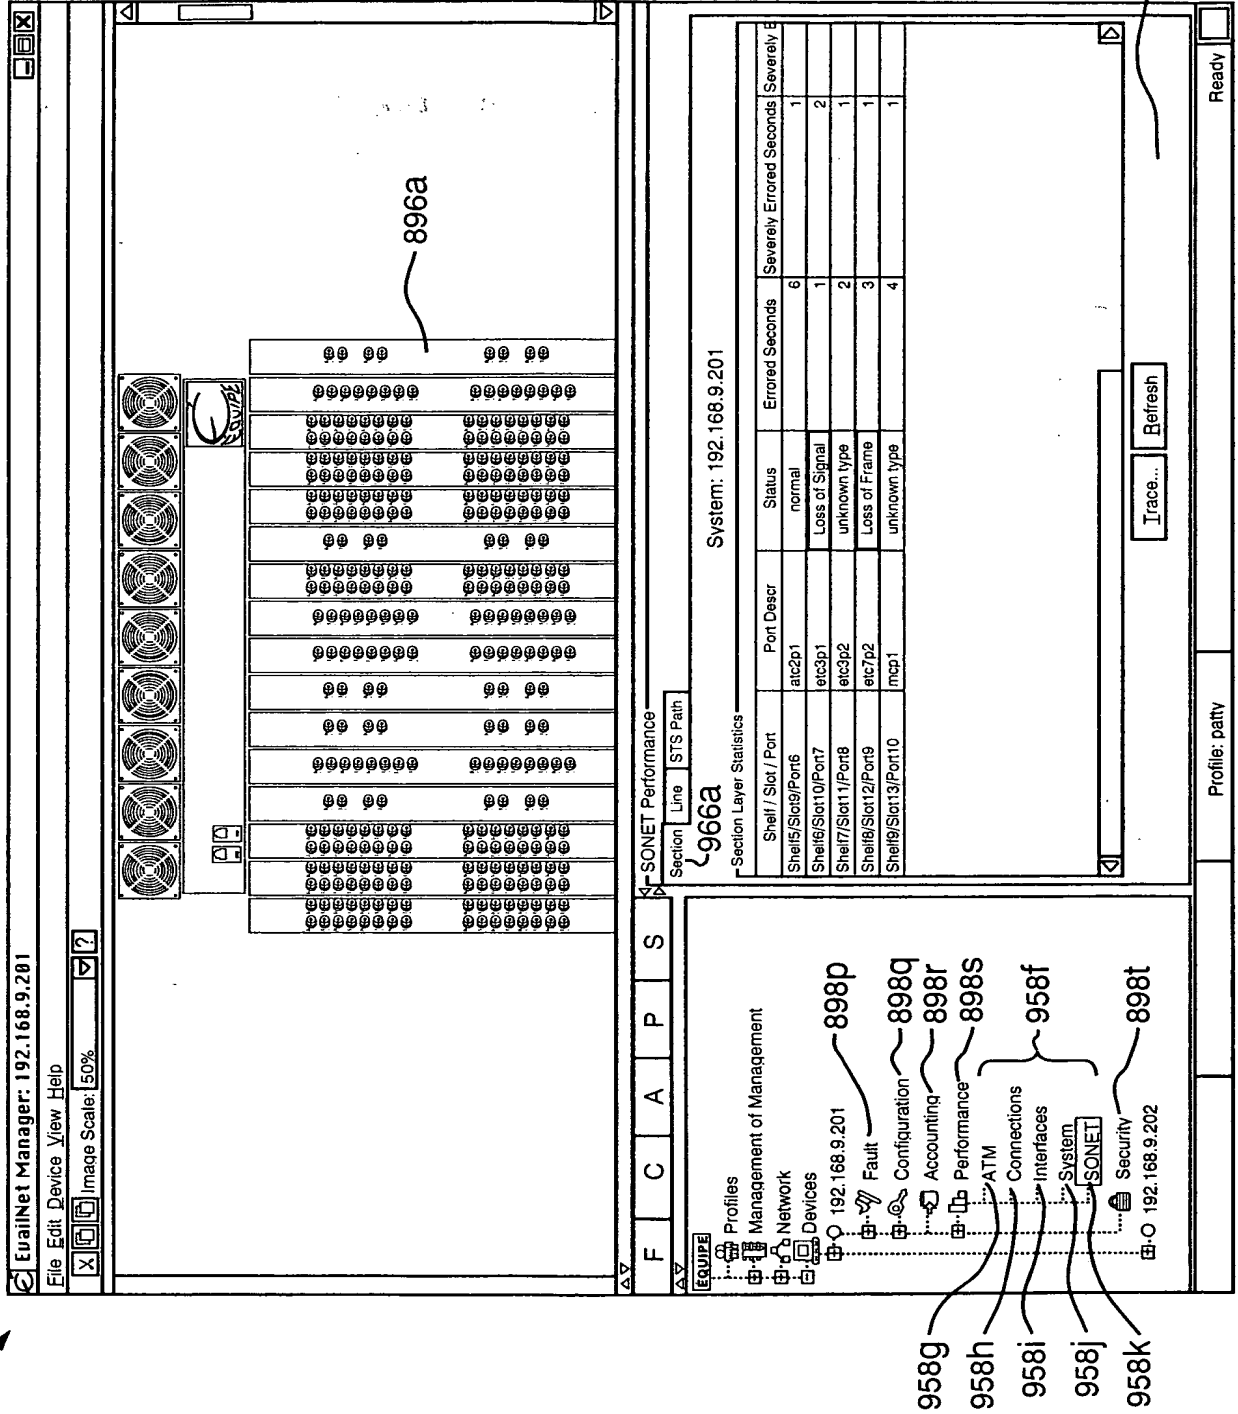 EuailNet Manager: 192.168.9.201
File Edit Device View Help
X Image Scale: 50% ?
896a
F C A P S
ÉQUIPE
Profiles
Management of Management
Network
Devices
192.168.9.201
Fault
Configuration
Accounting
Performance
ATM
Connections
Interfaces
System
SONET
Security
192.168.9.202
898p
898q
898r
898s
958f
898t
958g
958h
958i
958j
958k
SONET Performance
Section Line STS Path
966a
System: 192.168.9.201
Section Layer Statistics
Shelf / Slot / Port Port Descr Status Errored Seconds Severely Errored Seconds Severely E
Shelf5/Slot9/Port6 atc2p1 normal 6 1
Shelf6/Slot10/Port7 etc3p1 Loss of Signal 1 2
Shelf7/Slot11/Port8 etc3p2 unknown type 2 1
Shelf8/Slot12/Port9 etc7p2 Loss of Frame 3 1
Shelf9/Slot13/Port10 mcp1 unknown type 4 1
Trace... Refresh
Profile: patty
Ready